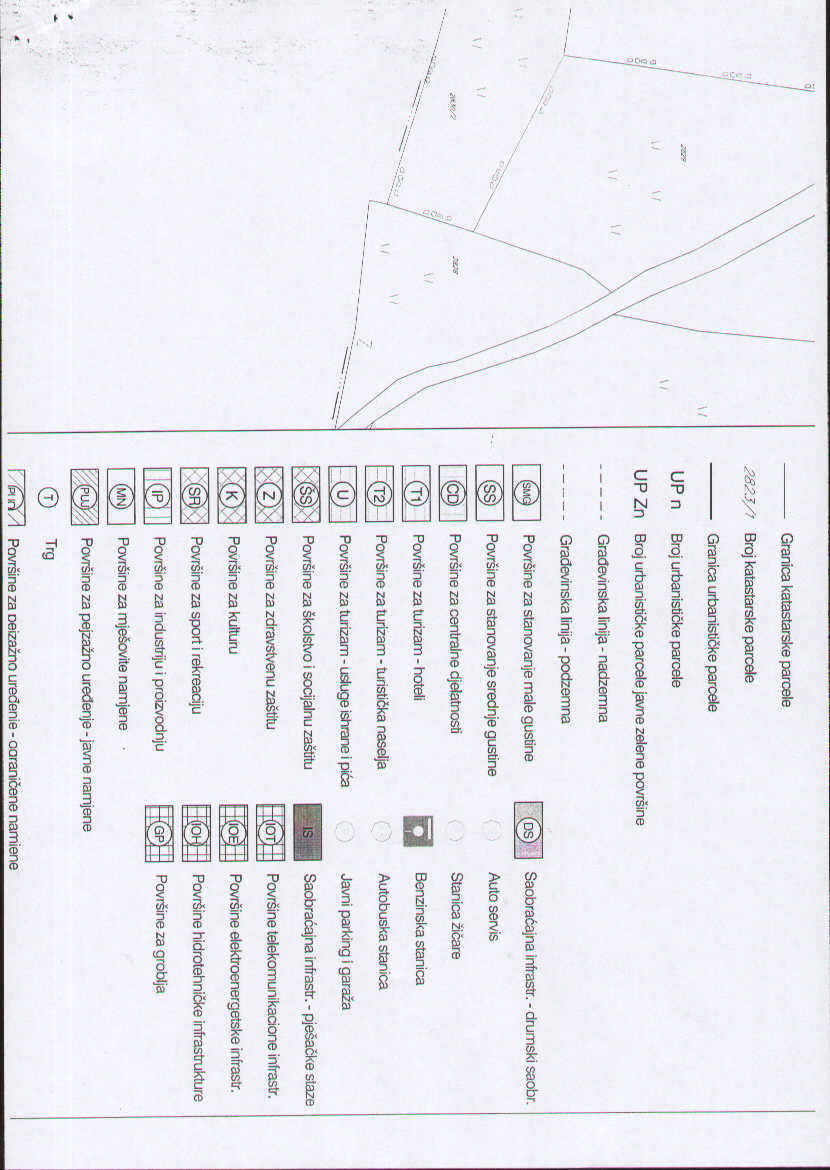 2830/2
2829
2828
Granica katastarske parcele
2823/1 Broj katastarske parcele
Granica urbanističke parcele
UP n Broj urbanističke parcele
UP Zn Broj urbanističke parcele javne zelene površine
Građevinska linija - nadzemna
Građevinska linija - podzemna
SMG Površine za stanovanje male gustine
SS Površine za stanovanje srednje gustine
CD Površine za centralne djelatnosti
T1 Površine za turizam - hoteli
T2 Površine za turizam - turistička naselja
U Površine za turizam - usluge ishrane i pića
ŠS Površine za školstvo i socijalnu zaštitu
Z Površine za zdravstvenu zaštitu
K Površine za kulturu
SR Površine za sport i rekreaciju
IP Površine za industriju i proizvodnju
MN Površine za mješovite namjene
PUJ Površine za pejzažno uređenje - javne namjene
T Trg
Površine za pejzažno uređenje - ograničene namjene
DS Saobraćajna infrastr. - drumski saobr.
Auto servis
Stanica žičare
Benzinska stanica
Autobuska stanica
Javni parking i garaža
IS Saobraćajna infrastr. - pješačke staze
IOT Površine telekomunikacione infrastr.
IOE Površine elektroenergetske infrastr.
IOH Površine hidrotehničke infrastrukture
GP Površine za groblja